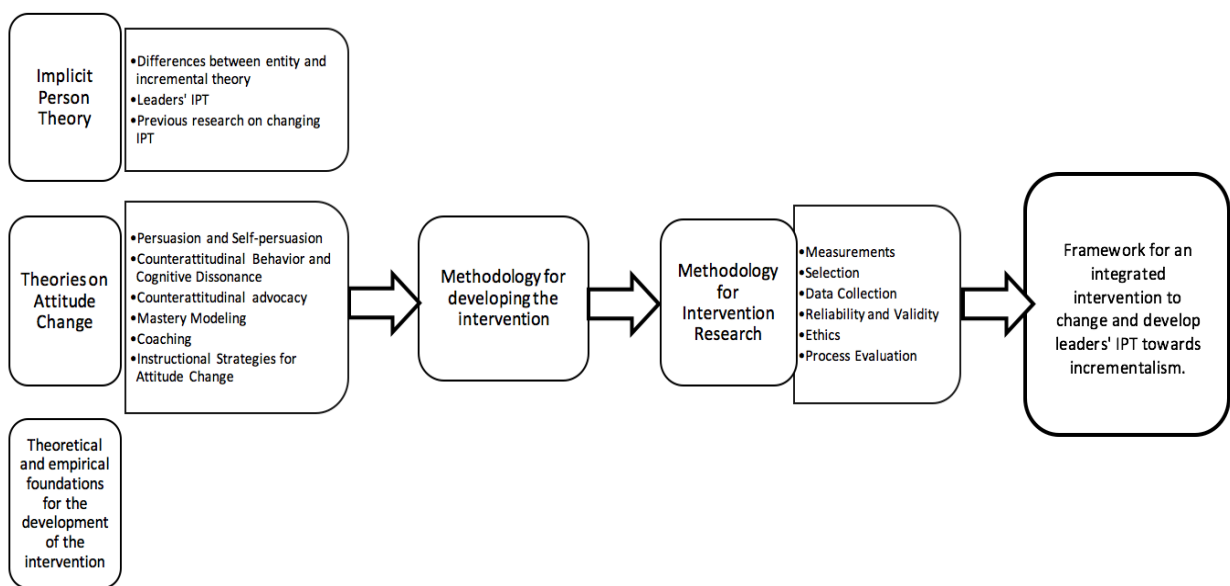 Implicit
Person
Theory
•Differences between entity and
incremental theory
•Leaders' IPT
•Previous research on changing
IPT
Theories on
Attitude
Change
•Persuasion and Self-persuasion
•Counterattitudinal Behavior and
Cognitive Dissonance
•Counterattitudinal advocacy
•Mastery Modeling
•Coaching
•Instructional Strategies for
Attitude Change
Theoretical
and empirical
foundations
for the
development
of the
intervention
Methodology for
developing the
intervention
Methodology
for
Intervention
Research
•Measurements
•Selection
•Data Collection
•Reliability and Validity
•Ethics
•Process Evaluation
Framework for an
integrated
intervention to
change and develop
leaders' IPT towards
incrementalism.